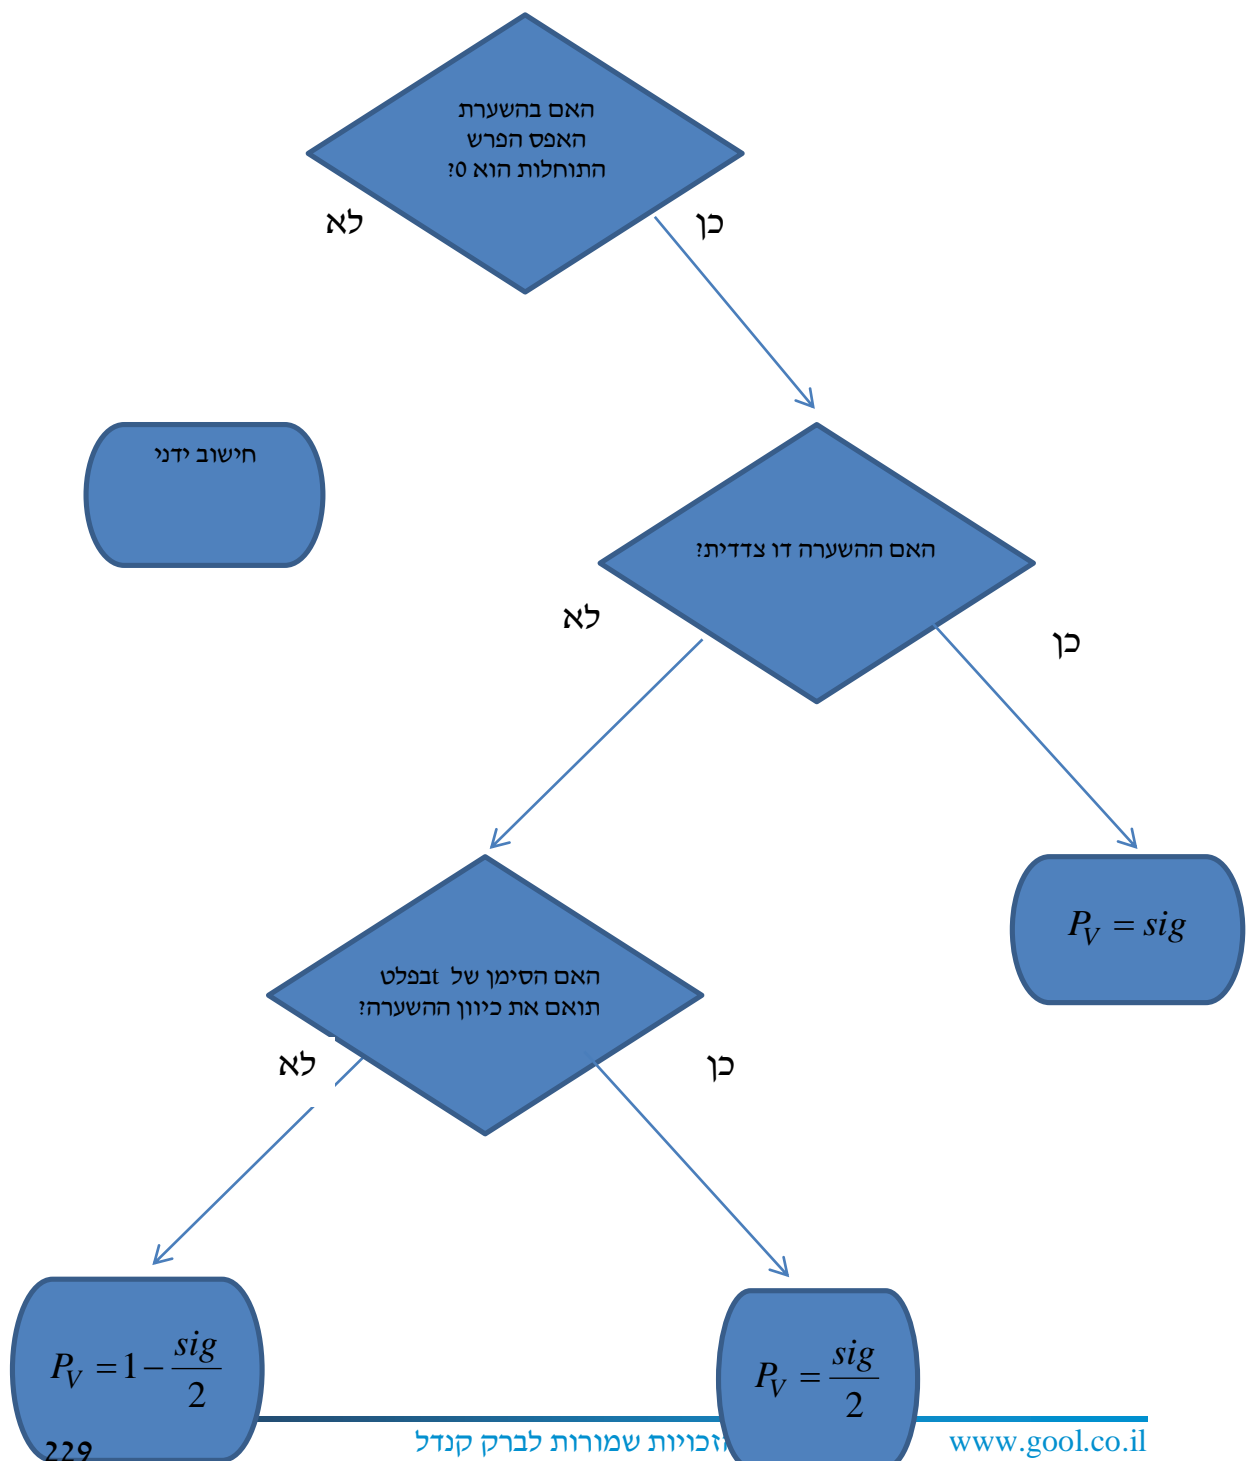 האם בהשערת
האפס הפרש
התוחלות הוא 0?
לא
כן
חישוב ידני
האם ההשערה דו צדדית?
לא
כן
P_V = sig
האם הסימן של tבפלט
תואם את כיוון ההשערה?
לא
כן
P_V = 1 − sig/2
P_V = sig/2
229
הזכויות שמורות לברק קנדל
www.gool.co.il